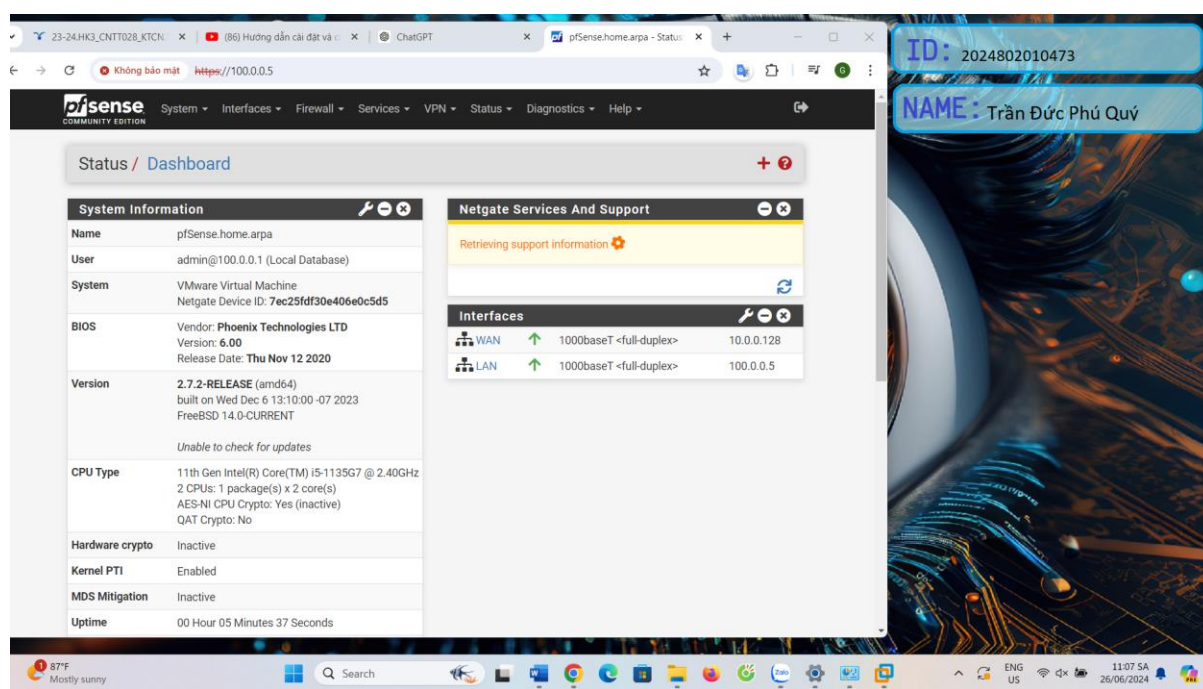 23-24.HK3_CNTT028_KTCN
(86) Hướng dẫn cài đặt và c
ChatGPT
pfSense.home.arpa - Status
Không bảo mật
https://100.0.0.5
G
ID: 2024802010473
NAME: Trần Đức Phú Quý
pfsense
COMMUNITY EDITION
System
Interfaces
Firewall
Services
VPN
Status
Diagnostics
Help
Status / Dashboard
System Information
Name pfSense.home.arpa
User admin@100.0.0.1 (Local Database)
System VMware Virtual Machine
Netgate Device ID: 7ec25fdf30e406e0c5d5
BIOS Vendor: Phoenix Technologies LTD
Version: 6.00
Release Date: Thu Nov 12 2020
Version 2.7.2-RELEASE (amd64)
built on Wed Dec 6 13:10:00 -07 2023
FreeBSD 14.0-CURRENT
Unable to check for updates
CPU Type 11th Gen Intel(R) Core(TM) i5-1135G7 @ 2.40GHz
2 CPUs: 1 package(s) x 2 core(s)
AES-NI CPU Crypto: Yes (inactive)
QAT Crypto: No
Hardware crypto Inactive
Kernel PTI Enabled
MDS Mitigation Inactive
Uptime 00 Hour 05 Minutes 37 Seconds
Netgate Services And Support
Retrieving support information
Interfaces
WAN 1000baseT <full-duplex> 10.0.0.128
LAN 1000baseT <full-duplex> 100.0.0.5
1
87°F
Mostly sunny
Search
Zalo
ENG
US
11:07 SA
26/06/2024
PRE